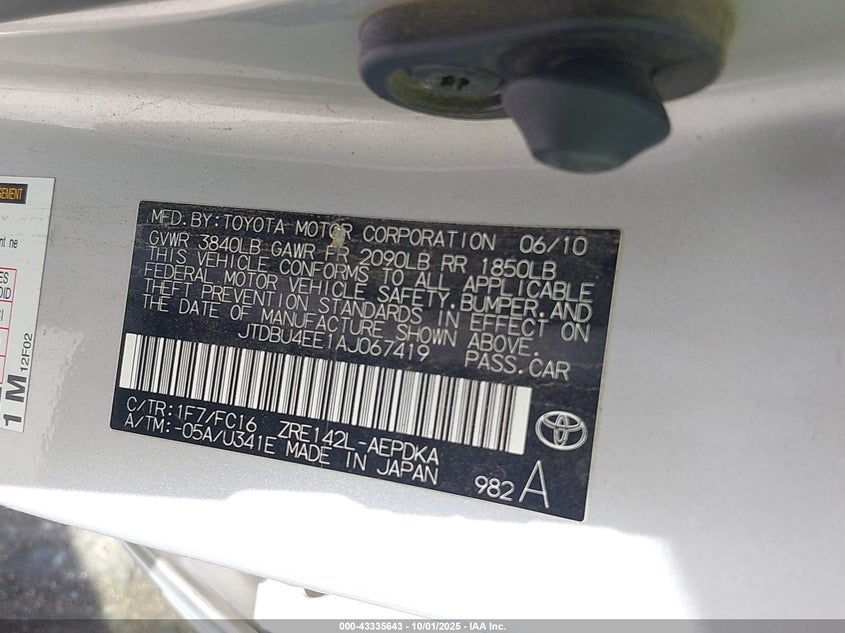 MFD.BY:TOYOTA MOTOR CORPORATION 06/10
GVWR 3840LB GAWR FR 2090LB RR 1850LB
THIS VEHICLE CONFORMS TO ALL APPLICABLE
FEDERAL MOTOR VEHICLE SAFETY,BUMPER,AND
THEFT PREVENTION STANDARDS IN EFFECT ON
THE DATE OF MANUFACTURE SHOWN ABOVE.
JTDBU4EE1AJ067419 PASS.CAR
C/TR:1F7/FC16 ZRE142L-AEPDKA
A/TM:-05A/U341E MADE IN JAPAN
982 A
1 M
12F02
000-43335643 - 10/01/2025 - IAA Inc.